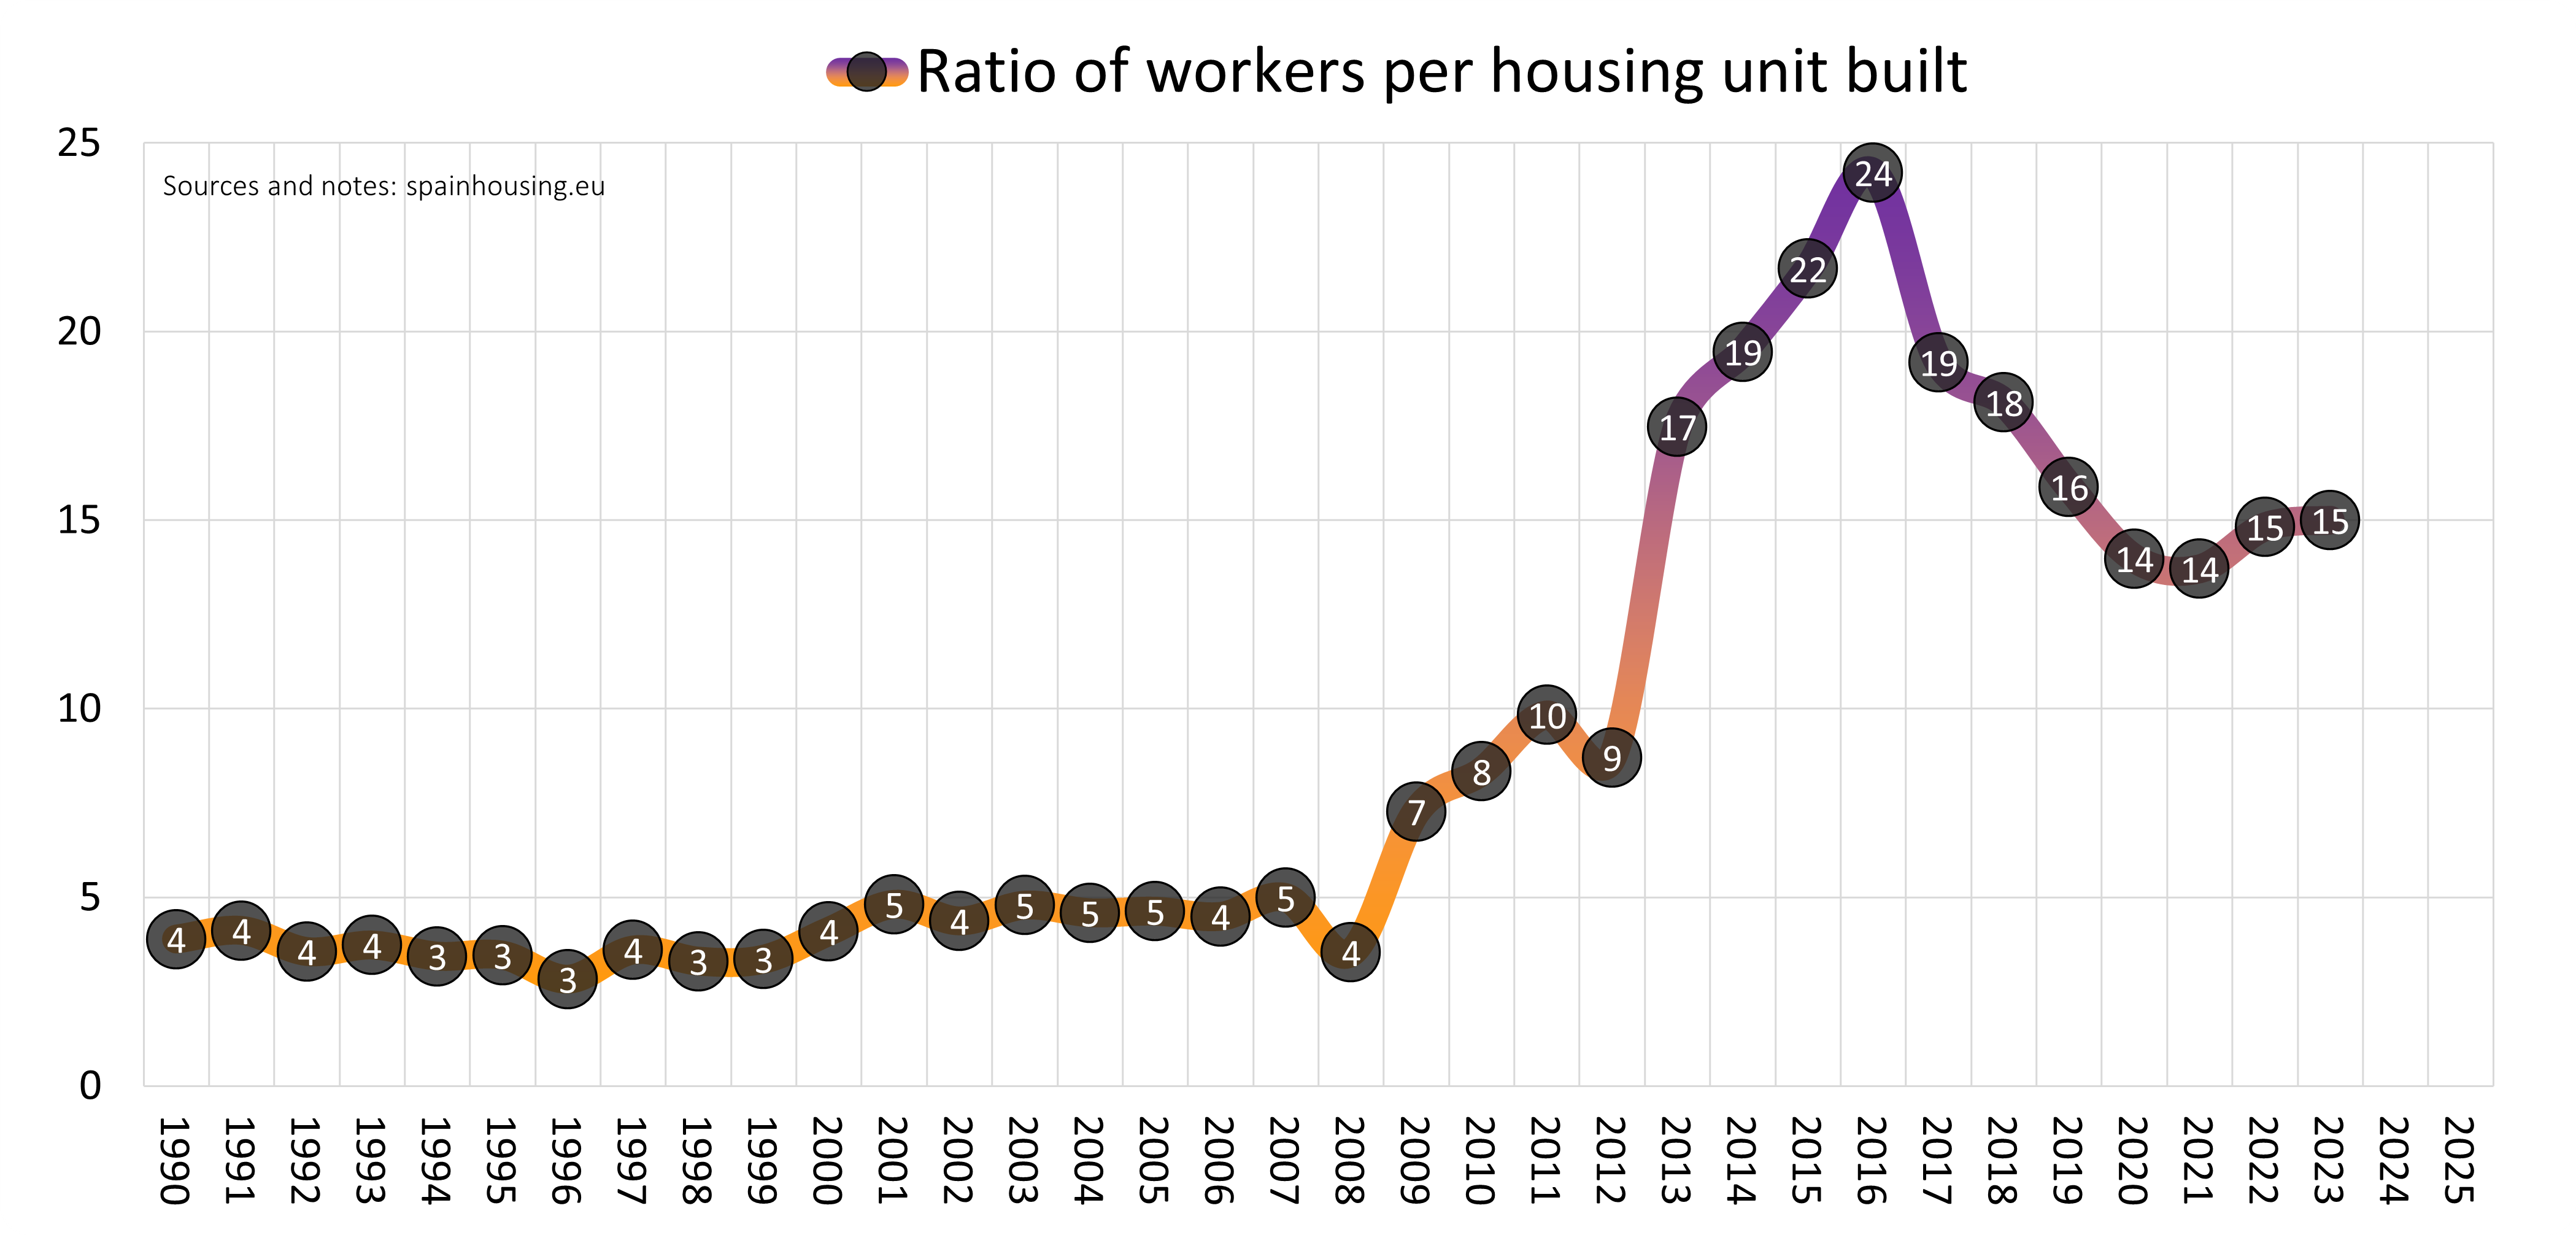 Ratio of workers per housing unit built
25
Sources and notes: spainhousing.eu
20
15
10
5
0
4 4 4 4 3 3 3 4 3 3 4 5 4 5 5 5 4 5 4 7 8 10 9 17 19 22 24 19 18 16 14 14 15 15
1990 1991 1992 1993 1994 1995 1996 1997 1998 1999 2000 2001 2002 2003 2004 2005 2006 2007 2008 2009 2010 2011 2012 2013 2014 2015 2016 2017 2018 2019 2020 2021 2022 2023 2024 2025